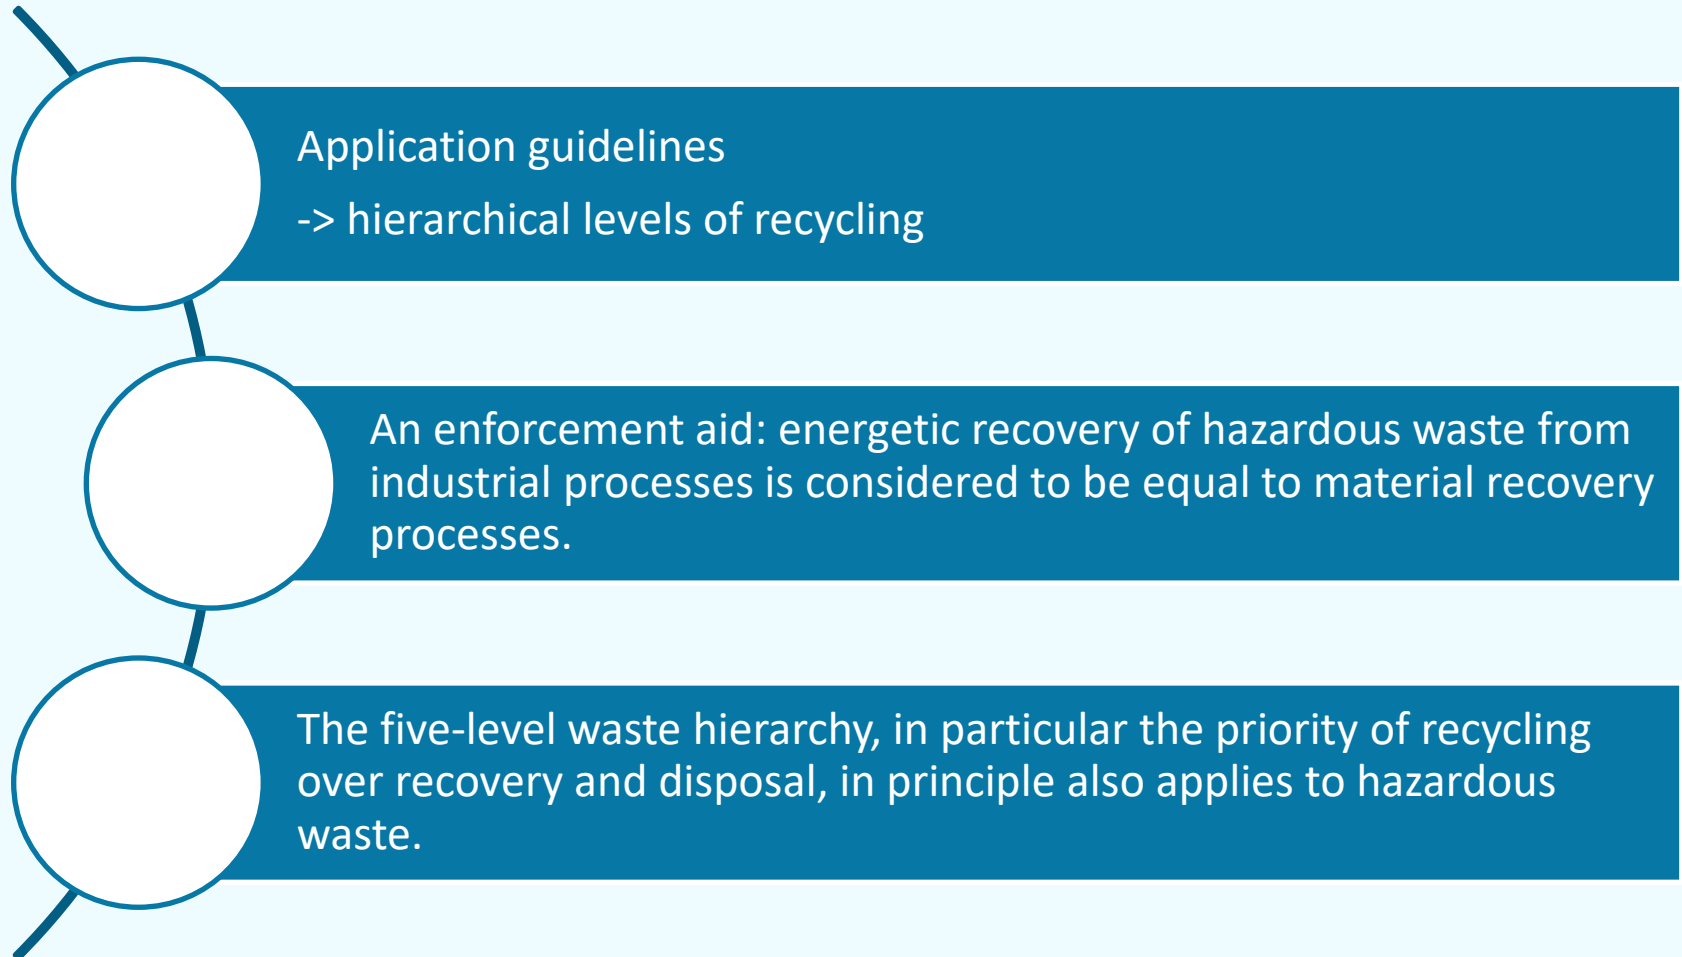 Application guidelines
-> hierarchical levels of recycling
An enforcement aid: energetic recovery of hazardous waste from
industrial processes is considered to be equal to material recovery
processes.
The five-level waste hierarchy, in particular the priority of recycling
over recovery and disposal, in principle also applies to hazardous
waste.